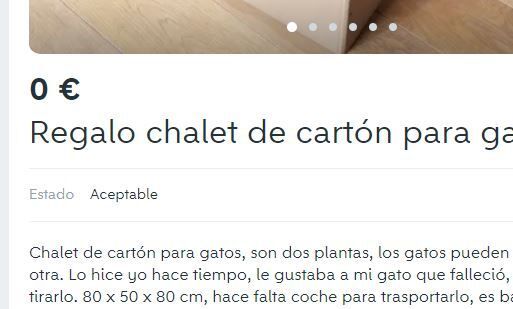 0 €
Regalo chalet de cartón para ga
Estado Aceptable
Chalet de cartón para gatos, son dos plantas, los gatos pueden
otra. Lo hice yo hace tiempo, le gustaba a mi gato que falleció,
tirarlo. 80 x 50 x 80 cm, hace falta coche para trasportarlo, es ba